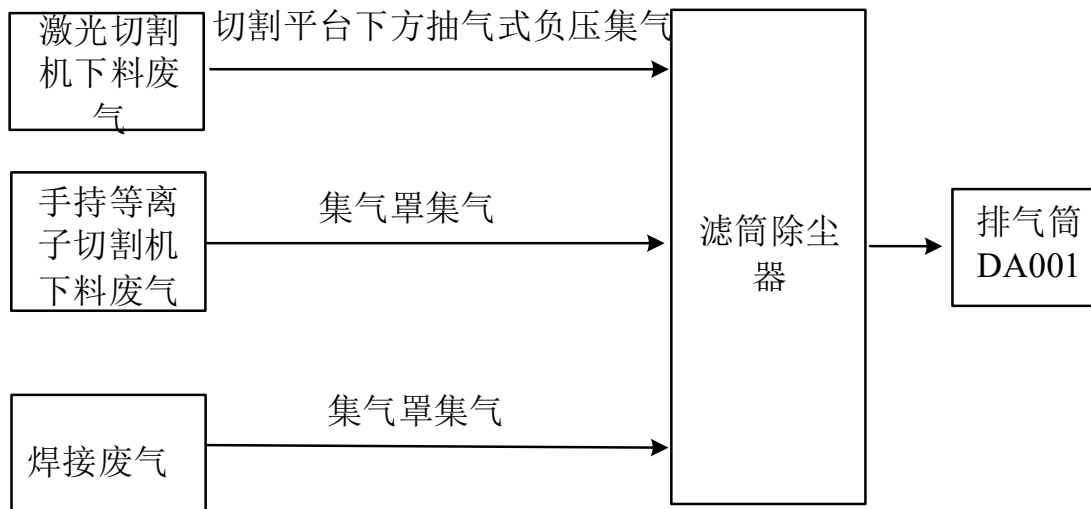 激光切割
机下料废
气
切割平台下方抽气式负压集气
手持等离
子切割机
下料废气
集气罩集气
焊接废气
集气罩集气
滤筒除尘
器
排气筒
DA001